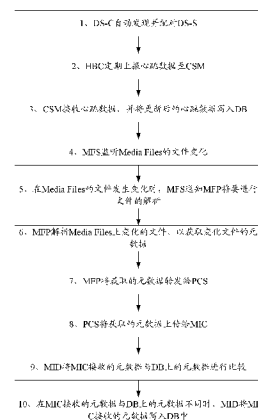 1、DS-C自动发现并配对DS-S
2、HBC定期上报心跳数据至CSM
3、CSM接收心跳数据，并将更新后的心跳数据写入DB
4、MFS监听Media Files的文件变化
5、在Media Files的文件发生变化时，MFS通知MFP将要进行
文件的解析
6、MFP解析Media Files上变化的文件，以获取变化文件的元
数据
7、MFP将获取的元数据转发给PCS
8、PCS将获取的元数据上传给MIC
9、MID将MIC接收的元数据与DB上的元数据进行比较
10、在MIC接收的元数据与DB上的元数据不同时，MID将MI
C接收的元数据写入DB中